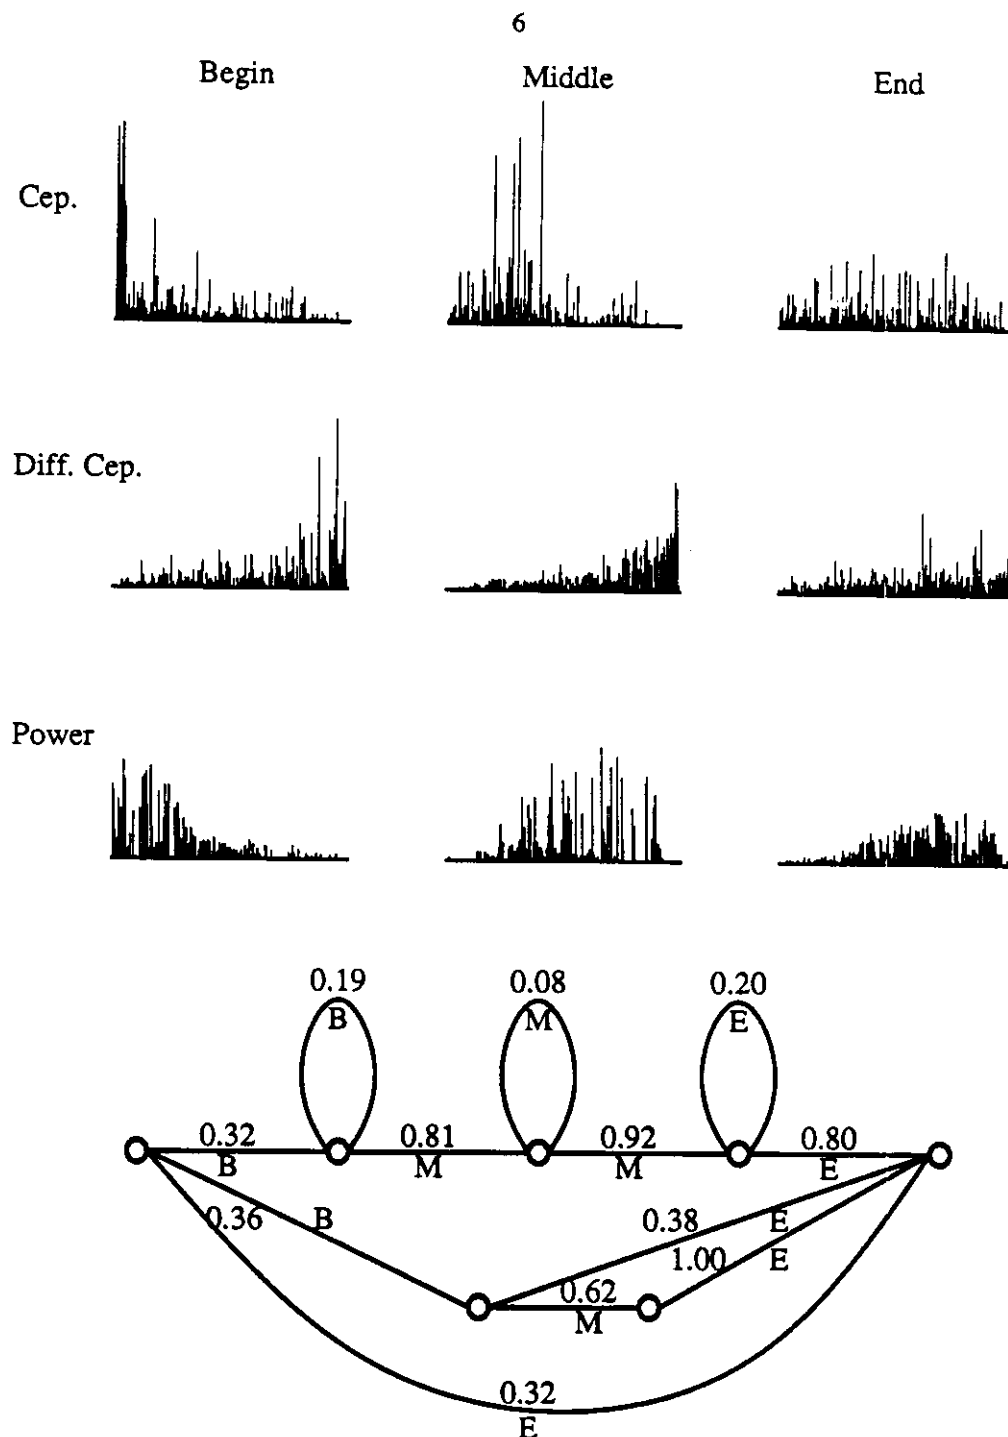 6
Begin Middle End
Cep.
Diff. Cep.
Power
0.19 0.08 0.20
B M E
0.32 0.81 0.92 0.80
B M M E
0.36 B 0.38 E
1.00 E
0.62
M
0.32
E